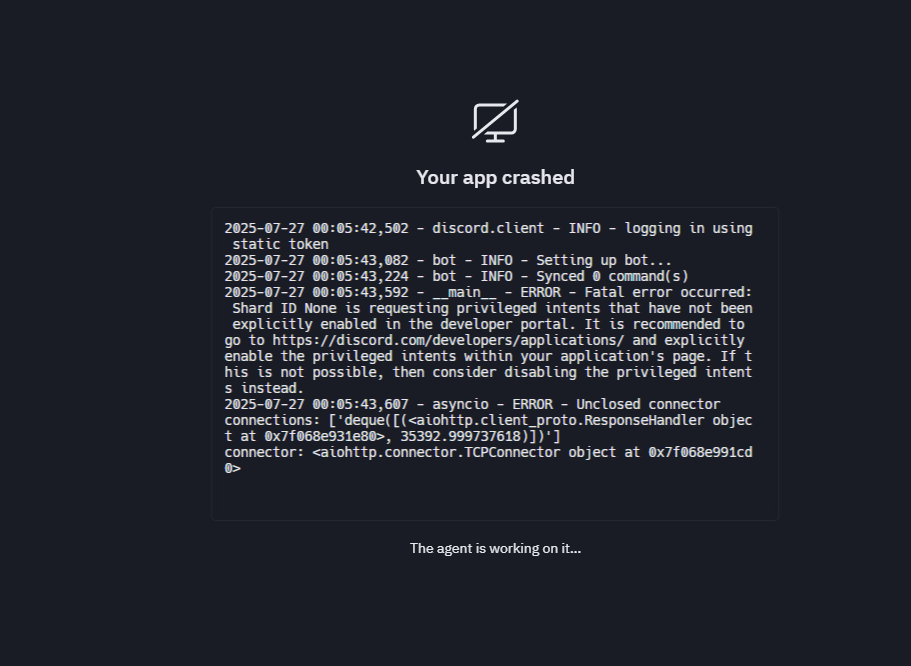 Your app crashed
2025-07-27 00:05:42,502 - discord.client - INFO - logging in using
static token
2025-07-27 00:05:43,082 - bot - INFO - Setting up bot...
2025-07-27 00:05:43,224 - bot - INFO - Synced 0 command(s)
2025-07-27 00:05:43,592 - __main__ - ERROR - Fatal error occurred:
Shard ID None is requesting privileged intents that have not been
explicitly enabled in the developer portal. It is recommended to
go to https://discord.com/developers/applications/ and explicitly
enable the privileged intents within your application's page. If t
his is not possible, then consider disabling the privileged intent
s instead.
2025-07-27 00:05:43,607 - asyncio - ERROR - Unclosed connector
connections: ['deque([(<aiohttp.client_proto.ResponseHandler objec
t at 0x7f068e931e80>, 35392.999737618)])']
connector: <aiohttp.connector.TCPConnector object at 0x7f068e991cd
0>
The agent is working on it...